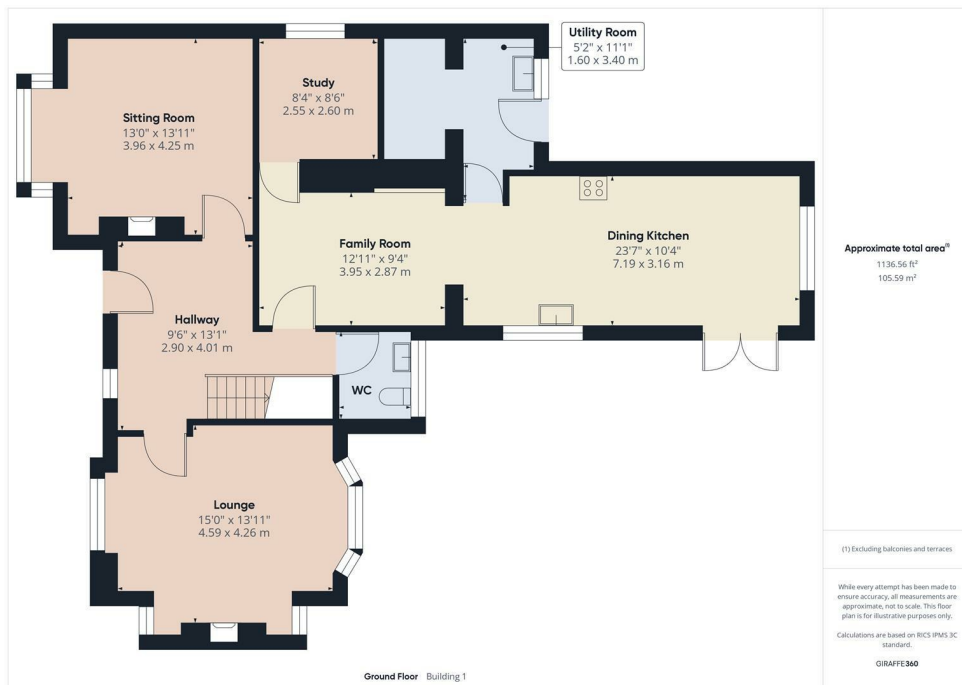 Utility Room
5'2" x 11'1"
1.60 x 3.40 m
Study
8'4" x 8'6"
2.55 x 2.60 m
Sitting Room
13'0" x 13'11"
3.96 x 4.25 m
Family Room
12'11" x 9'4"
3.95 x 2.87 m
Dining Kitchen
23'7" x 10'4"
7.19 x 3.16 m
Hallway
9'6" x 13'1"
2.90 x 4.01 m
WC
Lounge
15'0" x 13'11"
4.59 x 4.26 m
Ground Floor Building 1
Approximate total area(1)
1136.56 ft²
105.59 m²
(1) Excluding balconies and terraces
While every attempt has been made to
ensure accuracy, all measurements are
approximate, not to scale. This floor
plan is for illustrative purposes only.
Calculations are based on RICS IPMS 3C
standard.
GIRAFFE360